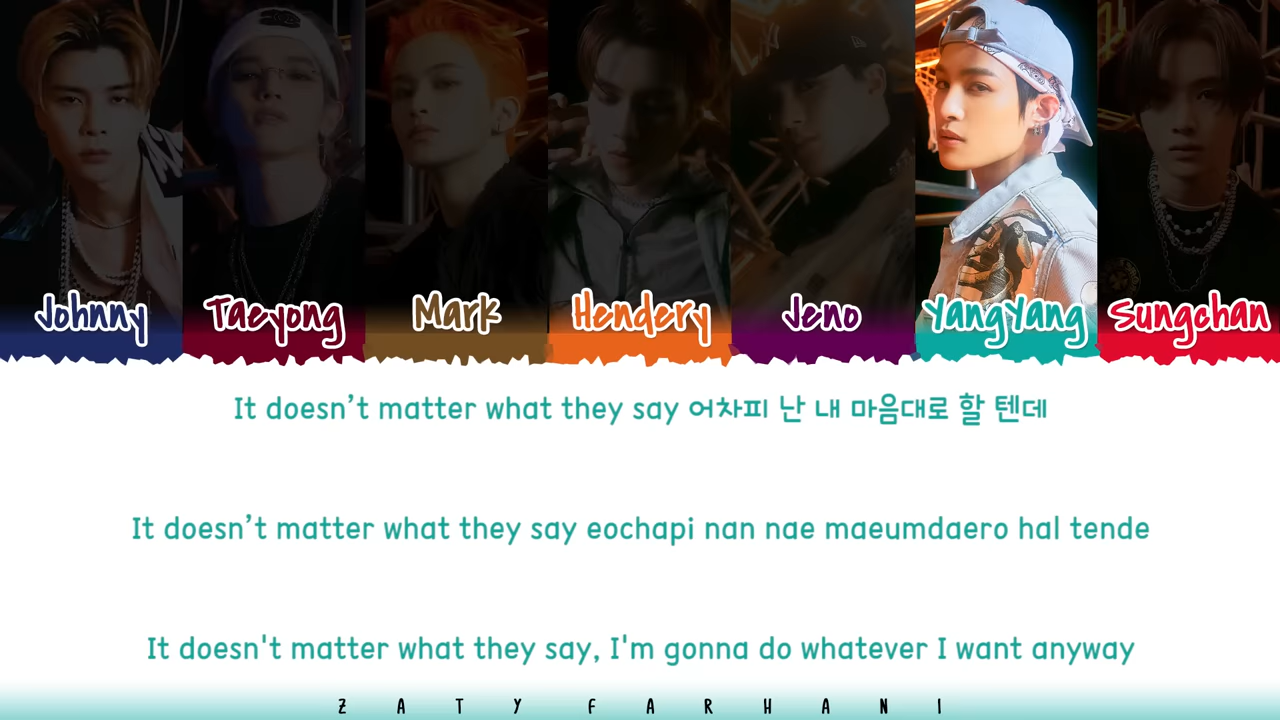 Johnny Taeyong Mark Hendery Jeno YangYang Sungchan
It doesn’t matter what they say 어차피 난 내 마음대로 할 텐데
It doesn’t matter what they say eochapi nan nae maeumdaero hal tende
It doesn't matter what they say, I'm gonna do whatever I want anyway
ZATY FARHANI